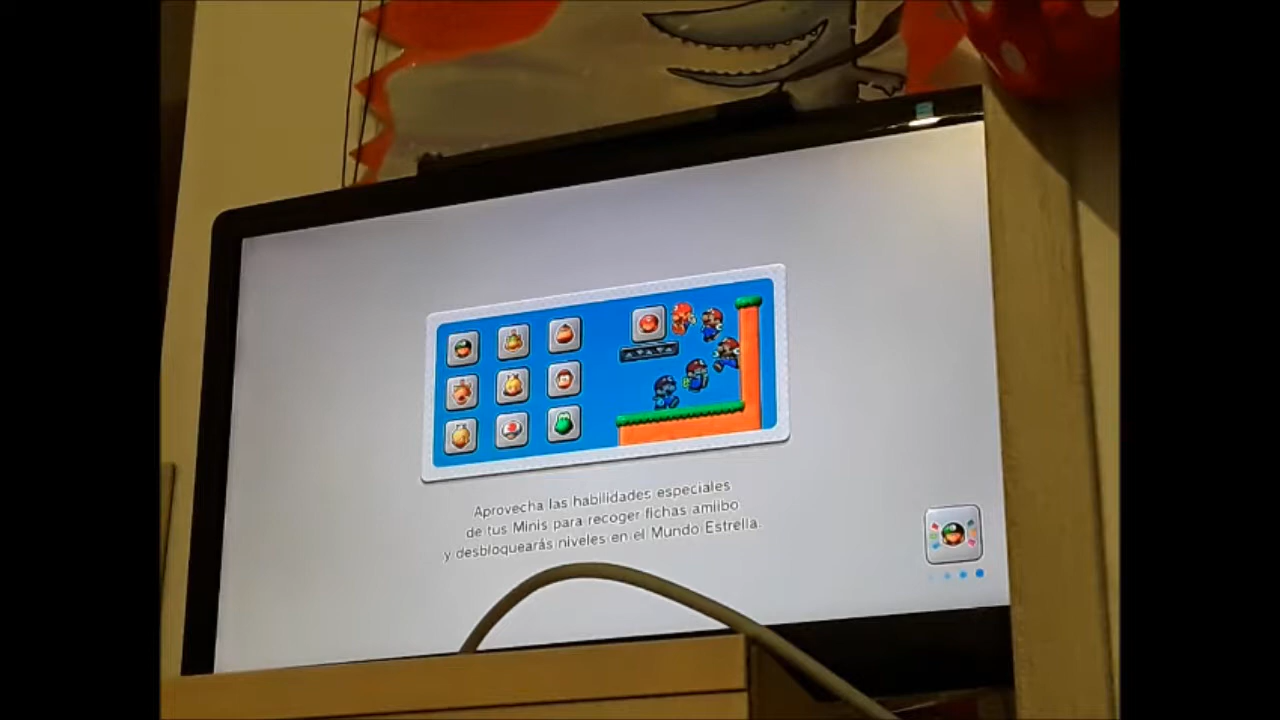 Aprovecha las habilidades especiales
de tus Minis para recoger fichas amiibo
y desbloquearás niveles en el Mundo Estrella.